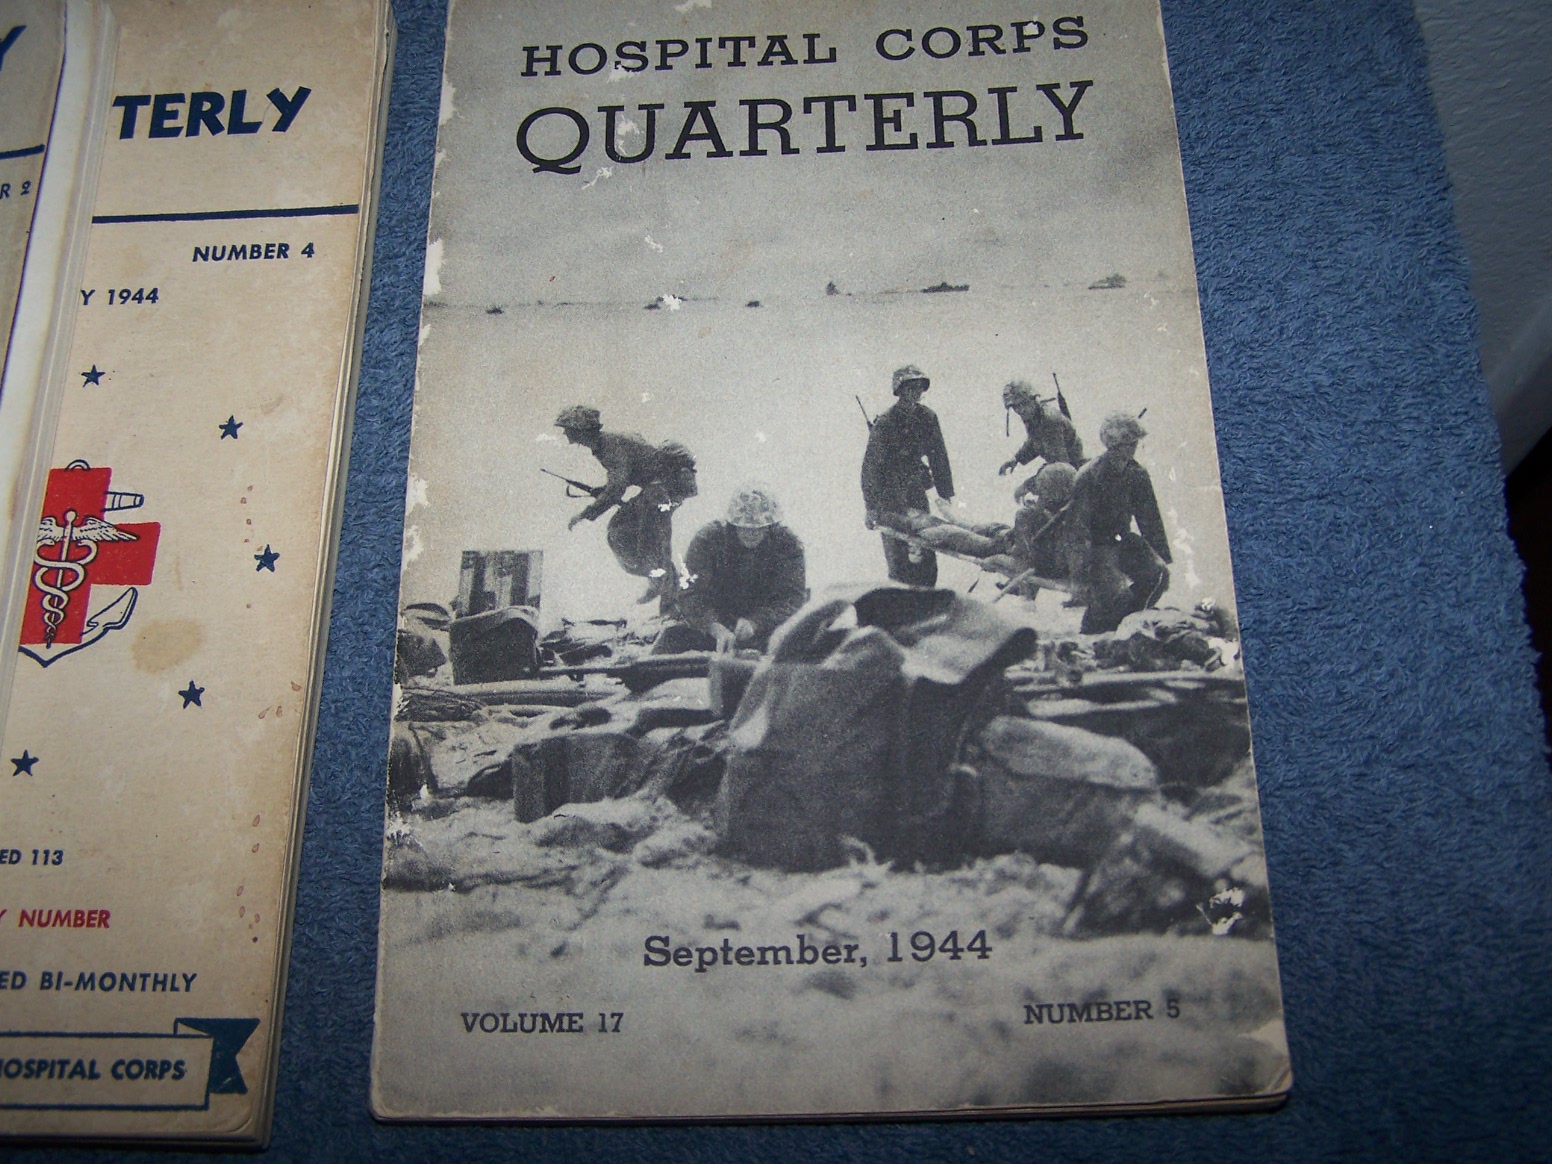 Y
R 2
TERLY
NUMBER 4
Y 1944
ED 113
Y NUMBER
ED BI-MONTHLY
HOSPITAL CORPS
HOSPITAL CORPS
QUARTERLY
September, 1944
VOLUME 17
NUMBER 5